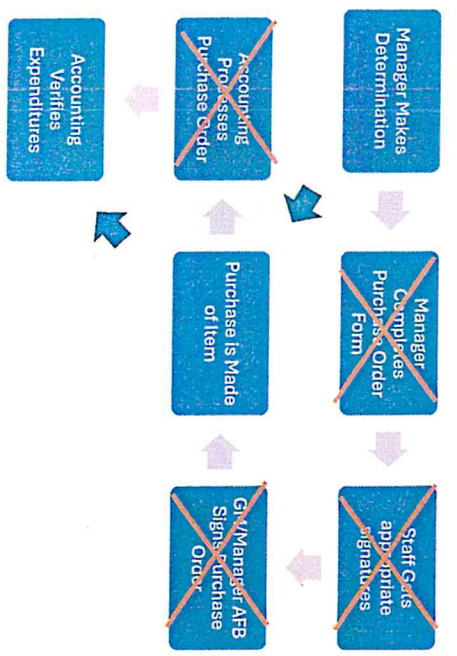 Manager Makes
Determination
Manager
Completes
Purchase Order
Form
Staff Gets
appropriate
signatures
GM/Manager AFB
Signs Purchase
Order
Purchase is Made
of Item
Accounting
Processes
Purchase Order
Accounting
Verifies
Expenditures